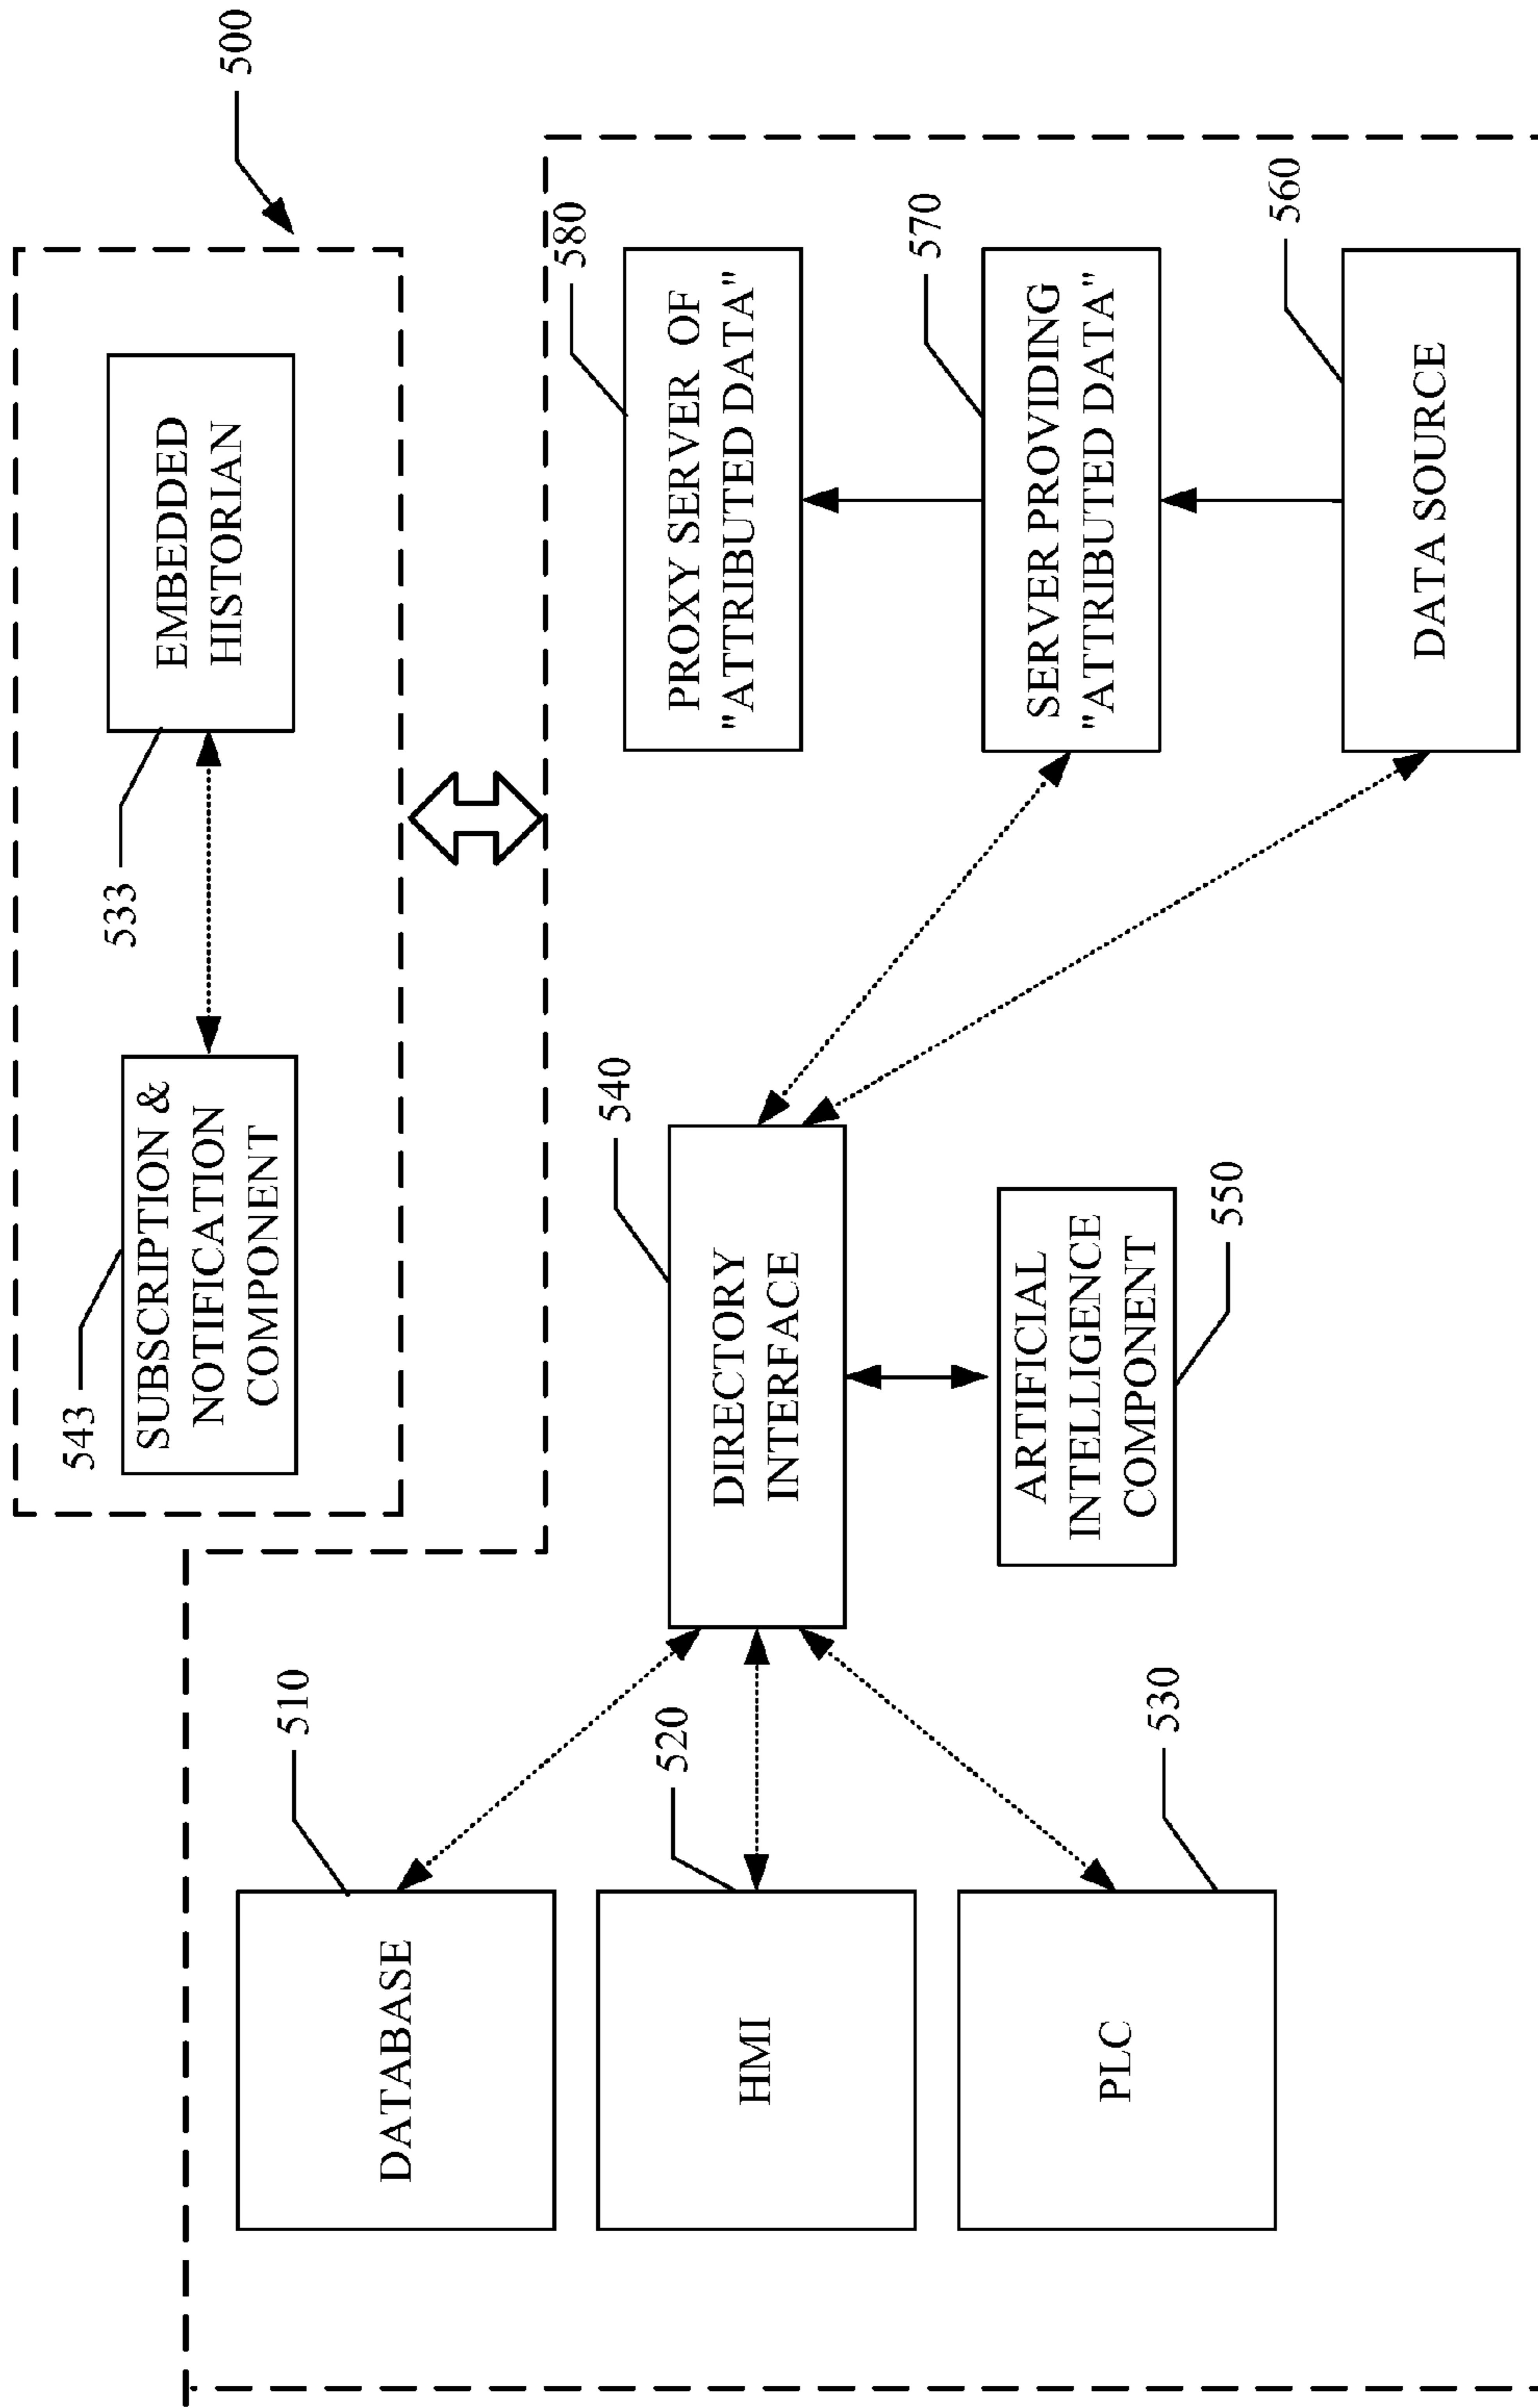 500
543
SUBSCRIPTION &
NOTIFICATION
COMPONENT
533
EMBEDDED
HISTORIAN
510
DATABASE
520
HMI
530
PLC
540
DIRECTORY
INTERFACE
ARTIFICIAL
INTELLIGENCE
COMPONENT
550
580
PROXY SERVER OF
"ATTRIBUTED DATA"
570
SERVER PROVIDING
"ATTRIBUTED DATA"
560
DATA SOURCE